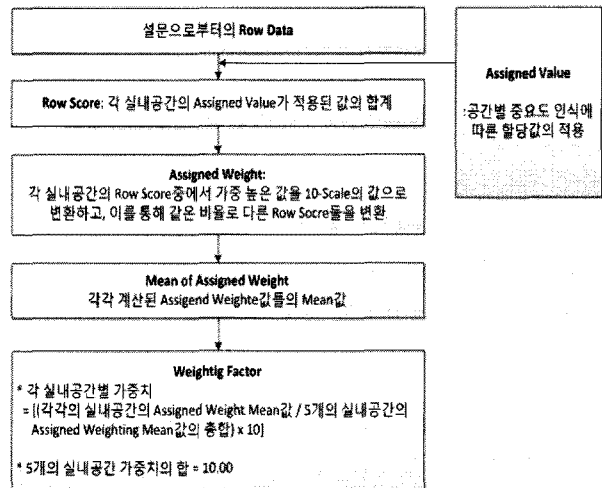 설문으로부터의 Row Data
Assigned Value
:공간별 중요도 인식에
따른 할당값의 적용
Row Score: 각 실내공간의 Assigned Value가 적용된 값의 합계
Assigned Weight:
각 실내공간의 Row Score중에서 가중 높은 값을 10-Scale의 값으로
변환하고, 이를 통해 같은 비율로 다른 Row Socre들을 변환
Mean of Assigned Weight
각각 계산된 Assigend Weighte값들의 Mean값
Weightig Factor
* 각 실내공간별 가중치
= [(각각의 실내공간의 Assigned Weight Mean값 / 5개의 실내공간의
Assigned Weighting Mean값의 총합) x 10]
* 5개의 실내공간 가중치의 합 = 10.00